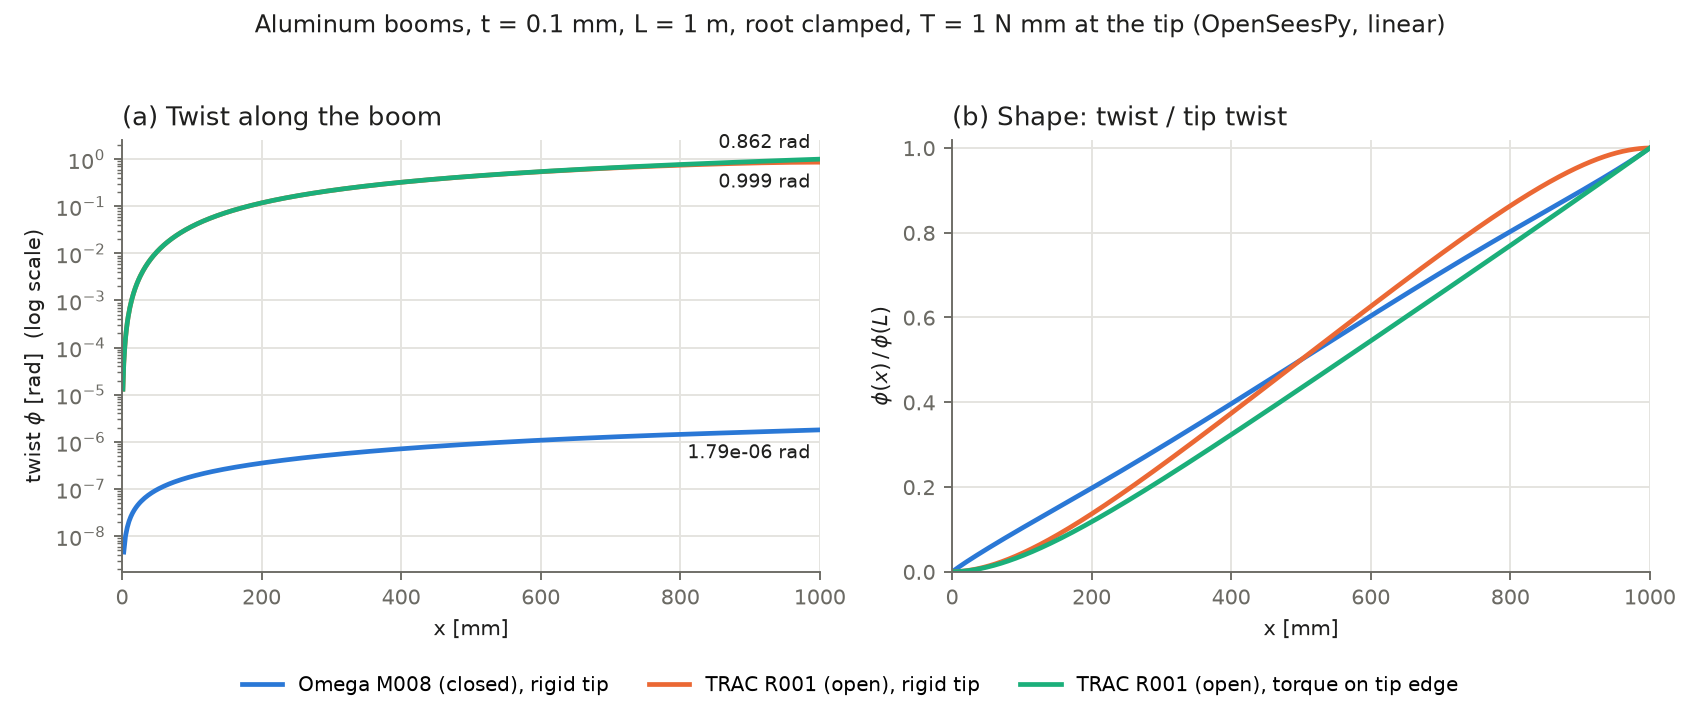 Aluminum booms, t = 0.1 mm, L = 1 m, root clamped, T = 1 N mm at the tip (OpenSeesPy, linear)
(a) Twist along the boom
twist ϕ [rad] (log scale)
10⁰
10⁻¹
10⁻²
10⁻³
10⁻⁴
10⁻⁵
10⁻⁶
10⁻⁷
10⁻⁸
0.862 rad
0.999 rad
1.79e-06 rad
0 200 400 600 800 1000
x [mm]
(b) Shape: twist / tip twist
ϕ(x) / ϕ(L)
1.0
0.8
0.6
0.4
0.2
0.0
0 200 400 600 800 1000
x [mm]
Omega M008 (closed), rigid tip
TRAC R001 (open), rigid tip
TRAC R001 (open), torque on tip edge